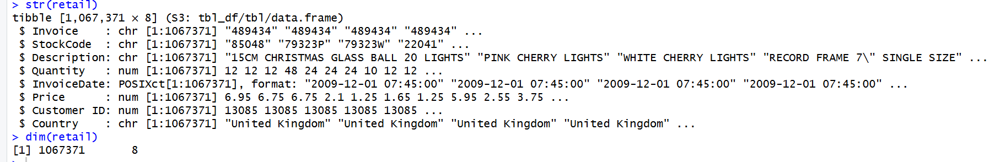 > str(retail)
tibble [1,067,371 × 8] (S3: tbl_df/tbl/data.frame)
 $ Invoice    : chr [1:1067371] "489434" "489434" "489434" "489434" ...
 $ StockCode  : chr [1:1067371] "85048" "79323P" "79323W" "22041" ...
 $ Description: chr [1:1067371] "15CM CHRISTMAS GLASS BALL 20 LIGHTS" "PINK CHERRY LIGHTS" "WHITE CHERRY LIGHTS" "RECORD FRAME 7\" SINGLE SIZE" ...
 $ Quantity   : num [1:1067371] 12 12 12 48 24 24 24 10 12 12 ...
 $ InvoiceDate: POSIXct[1:1067371], format: "2009-12-01 07:45:00" "2009-12-01 07:45:00" "2009-12-01 07:45:00" "2009-12-01 07:45:00" ...
 $ Price      : num [1:1067371] 6.95 6.75 6.75 2.1 1.25 1.65 1.25 5.95 2.55 3.75 ...
 $ Customer ID: num [1:1067371] 13085 13085 13085 13085 13085 ...
 $ Country    : chr [1:1067371] "United Kingdom" "United Kingdom" "United Kingdom" "United Kingdom" ...
> dim(retail)
[1] 1067371       8
>